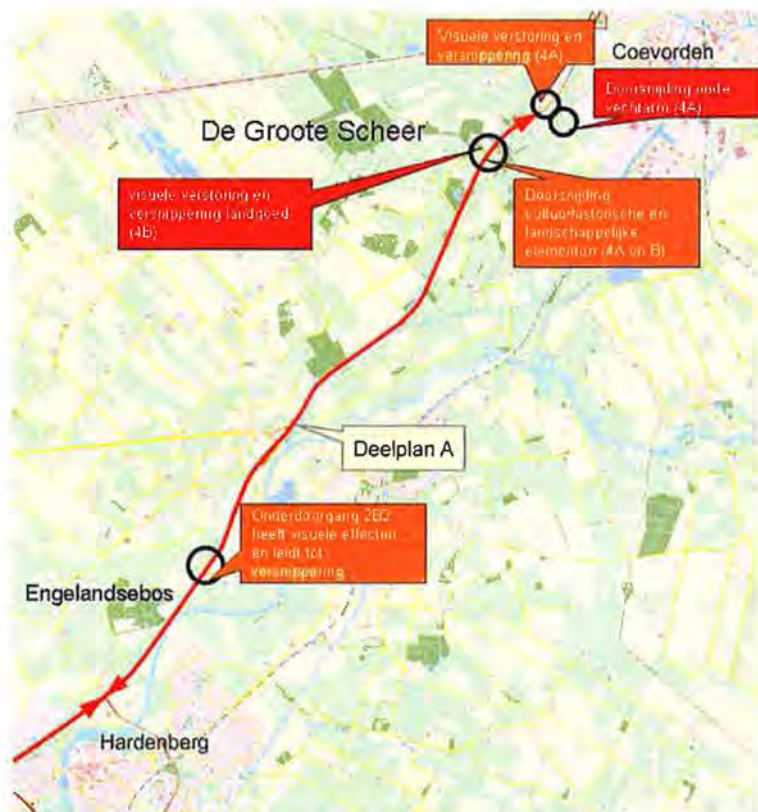 Visuele verstoring en
versnippering (4A)
Coevorden
Doorsnijding oude
vechtarm (4A)
De Groote Scheer
visuele verstoring en
versnippering landgoed
(4B)
Doorsnijding
cultuurhistorische en
landschappelijke
elementen (4A en B)
Deelplan A
Onderdoorgang 2B2
heeft visuele effecten
en leidt tot
versnippering
Engelandsebos
Hardenberg